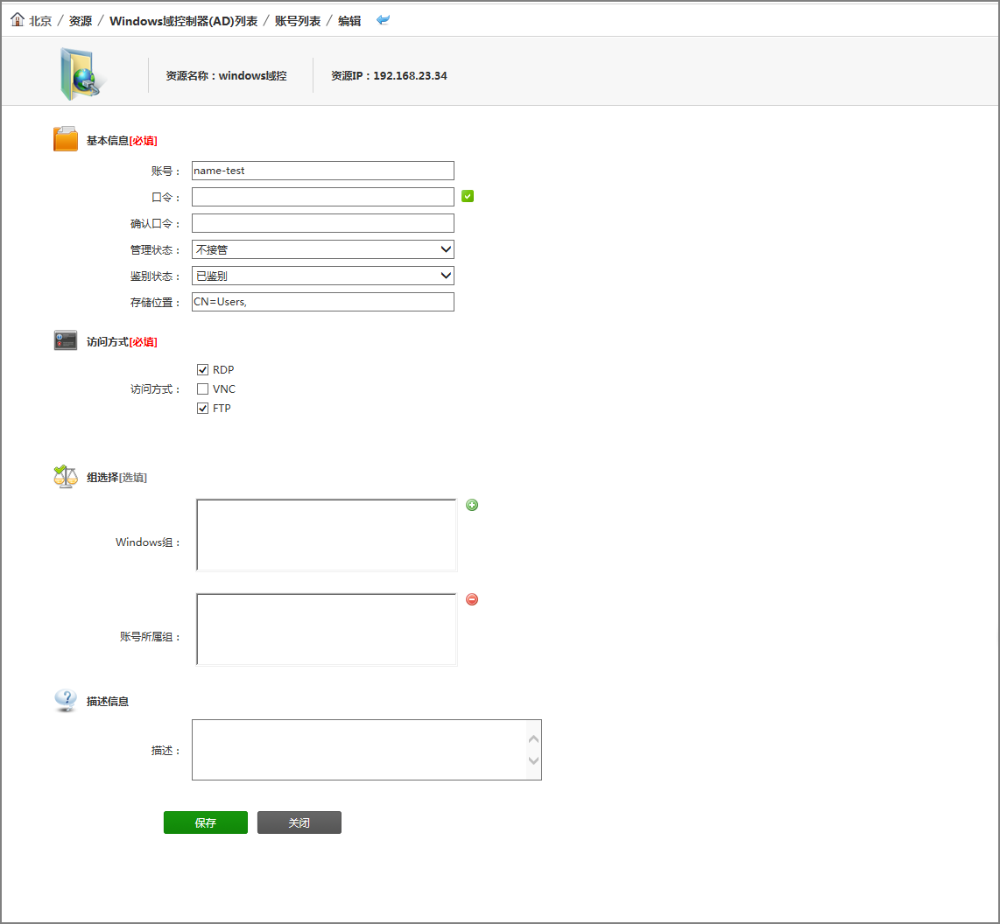 北京 / 资源 / Windows域控制器(AD)列表 / 账号列表 / 编辑
资源名称：windows域控 资源IP：192.168.23.34
基本信息[必填]
账号： name-test
口令：
确认口令：
管理状态： 不接管
鉴别状态： 已鉴别
存储位置： CN=Users,
访问方式[必填]
RDP
访问方式： VNC
FTP
组选择[选填]
Windows组：
账号所属组：
描述信息
描述：
保存 关闭